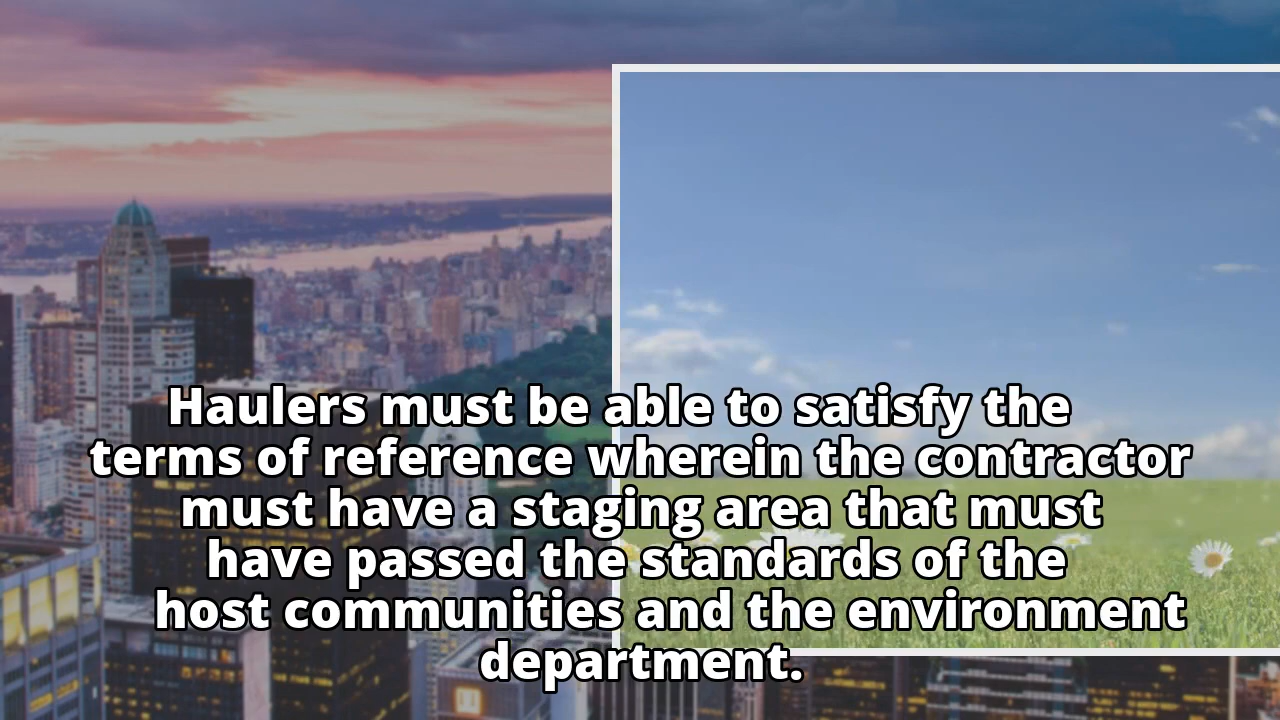 Haulers must be able to satisfy the
terms of reference wherein the contractor
must have a staging area that must
have passed the standards of the
host communities and the environment
department.